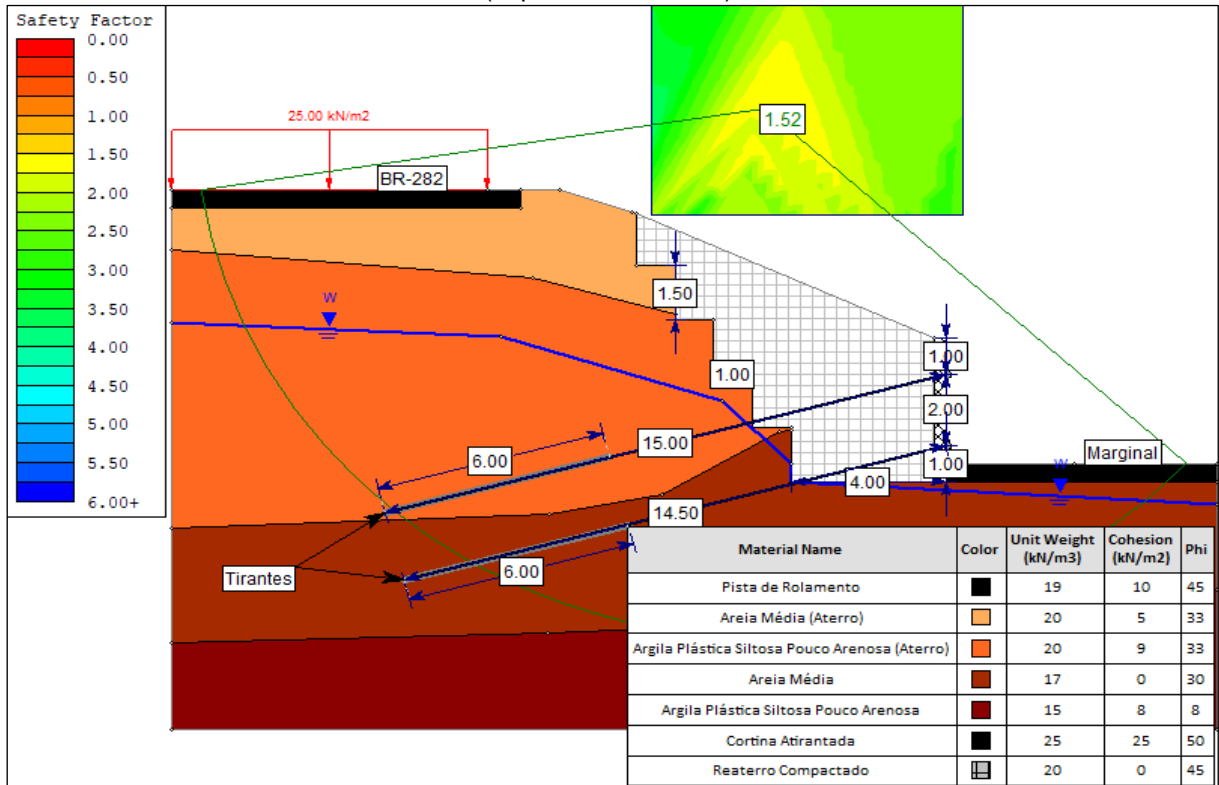 Safety Factor
0.00
0.50
1.00
1.50
2.00
2.50
3.00
3.50
4.00
4.50
5.00
5.50
6.00+
25.00 kN/m2
BR-282
1.52
W
1.50
1.00
1.00
2.00
1.00
15.00
6.00
4.00
14.50
6.00
Tirantes
Marginal
W
Material Name Color Unit Weight (kN/m3) Cohesion (kN/m2) Phi
Pista de Rolamento 19 10 45
Areia Média (Aterro) 20 5 33
Argila Plástica Siltosa Pouco Arenosa (Aterro) 20 9 33
Areia Média 17 0 30
Argila Plástica Siltosa Pouco Arenosa 15 8 8
Cortina Atirantada 25 25 50
Reaterro Compactado 20 0 45